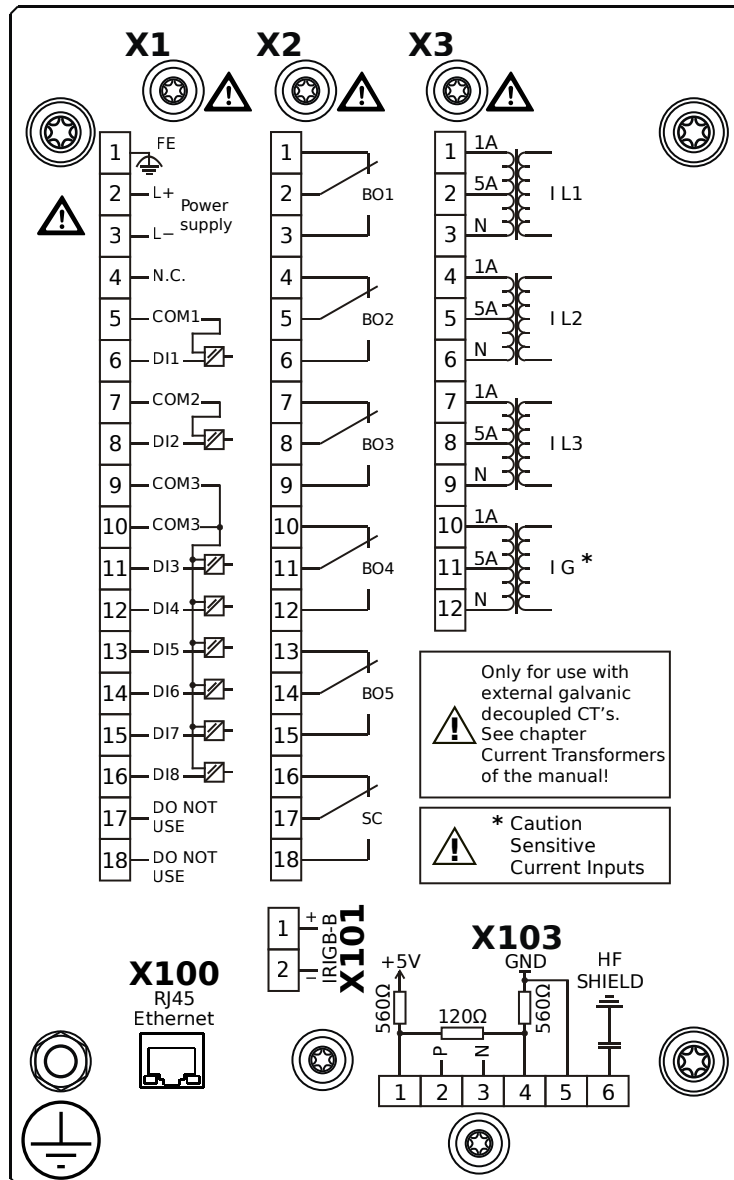 X1
X2
X3
1 FE
2 L+
Power
supply
3 L−
4 N.C.
5 COM1
6 DI1
7 COM2
8 DI2
9 COM3
10 COM3
11 DI3
12 DI4
13 DI5
14 DI6
15 DI7
16 DI8
17 DO NOT
USE
18 DO NOT
USE
1
2 BO1
3
4
5 BO2
6
7
8 BO3
9
10
11 BO4
12
13
14 BO5
15
16
17 SC
18
1 1A
2 5A I L1
3 N
4 1A
5 5A I L2
6 N
7 1A
8 5A I L3
9 N
10 1A
11 5A I G *
12 N
Only for use with
external galvanic
decoupled CT's.
See chapter
Current Transformers
of the manual!
* Caution
Sensitive
Current Inputs
X100
RJ45
Ethernet
1 +
2 −
IRIGB-B
X101
X103
+5V
GND
HF
SHIELD
560Ω
120Ω
560Ω
P
N
1 2 3 4 5 6